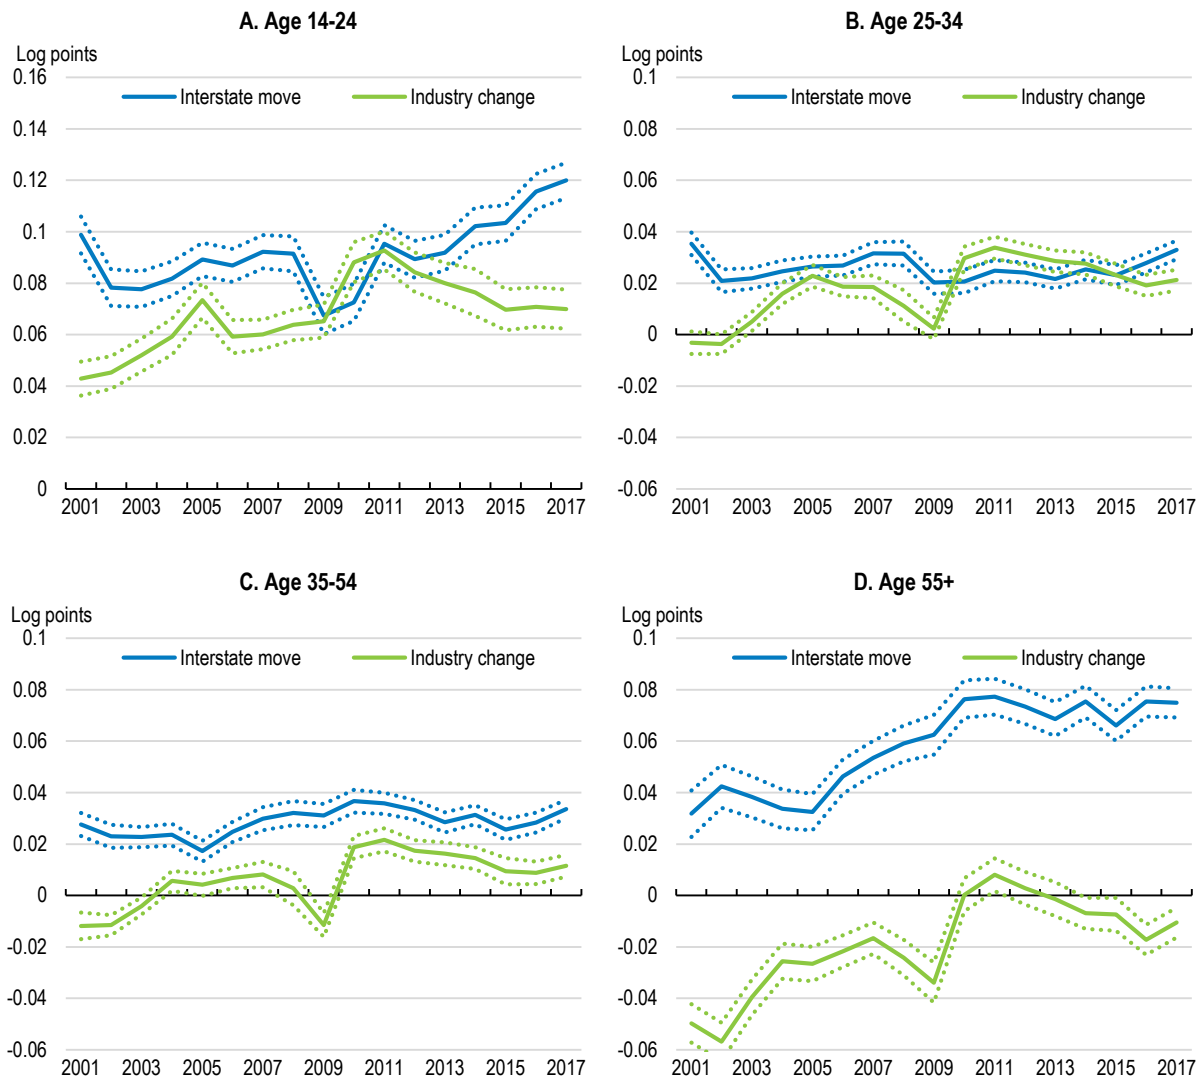 A. Age 14-24
Log points
Interstate move
Industry change
0.16
0.14
0.12
0.1
0.08
0.06
0.04
0.02
0
2001 2003 2005 2007 2009 2011 2013 2015 2017
B. Age 25-34
Log points
Interstate move
Industry change
0.1
0.08
0.06
0.04
0.02
0
-0.02
-0.04
-0.06
2001 2003 2005 2007 2009 2011 2013 2015 2017
C. Age 35-54
Log points
Interstate move
Industry change
0.1
0.08
0.06
0.04
0.02
0
-0.02
-0.04
-0.06
2001 2003 2005 2007 2009 2011 2013 2015 2017
D. Age 55+
Log points
Interstate move
Industry change
0.1
0.08
0.06
0.04
0.02
0
-0.02
-0.04
-0.06
2001 2003 2005 2007 2009 2011 2013 2015 2017